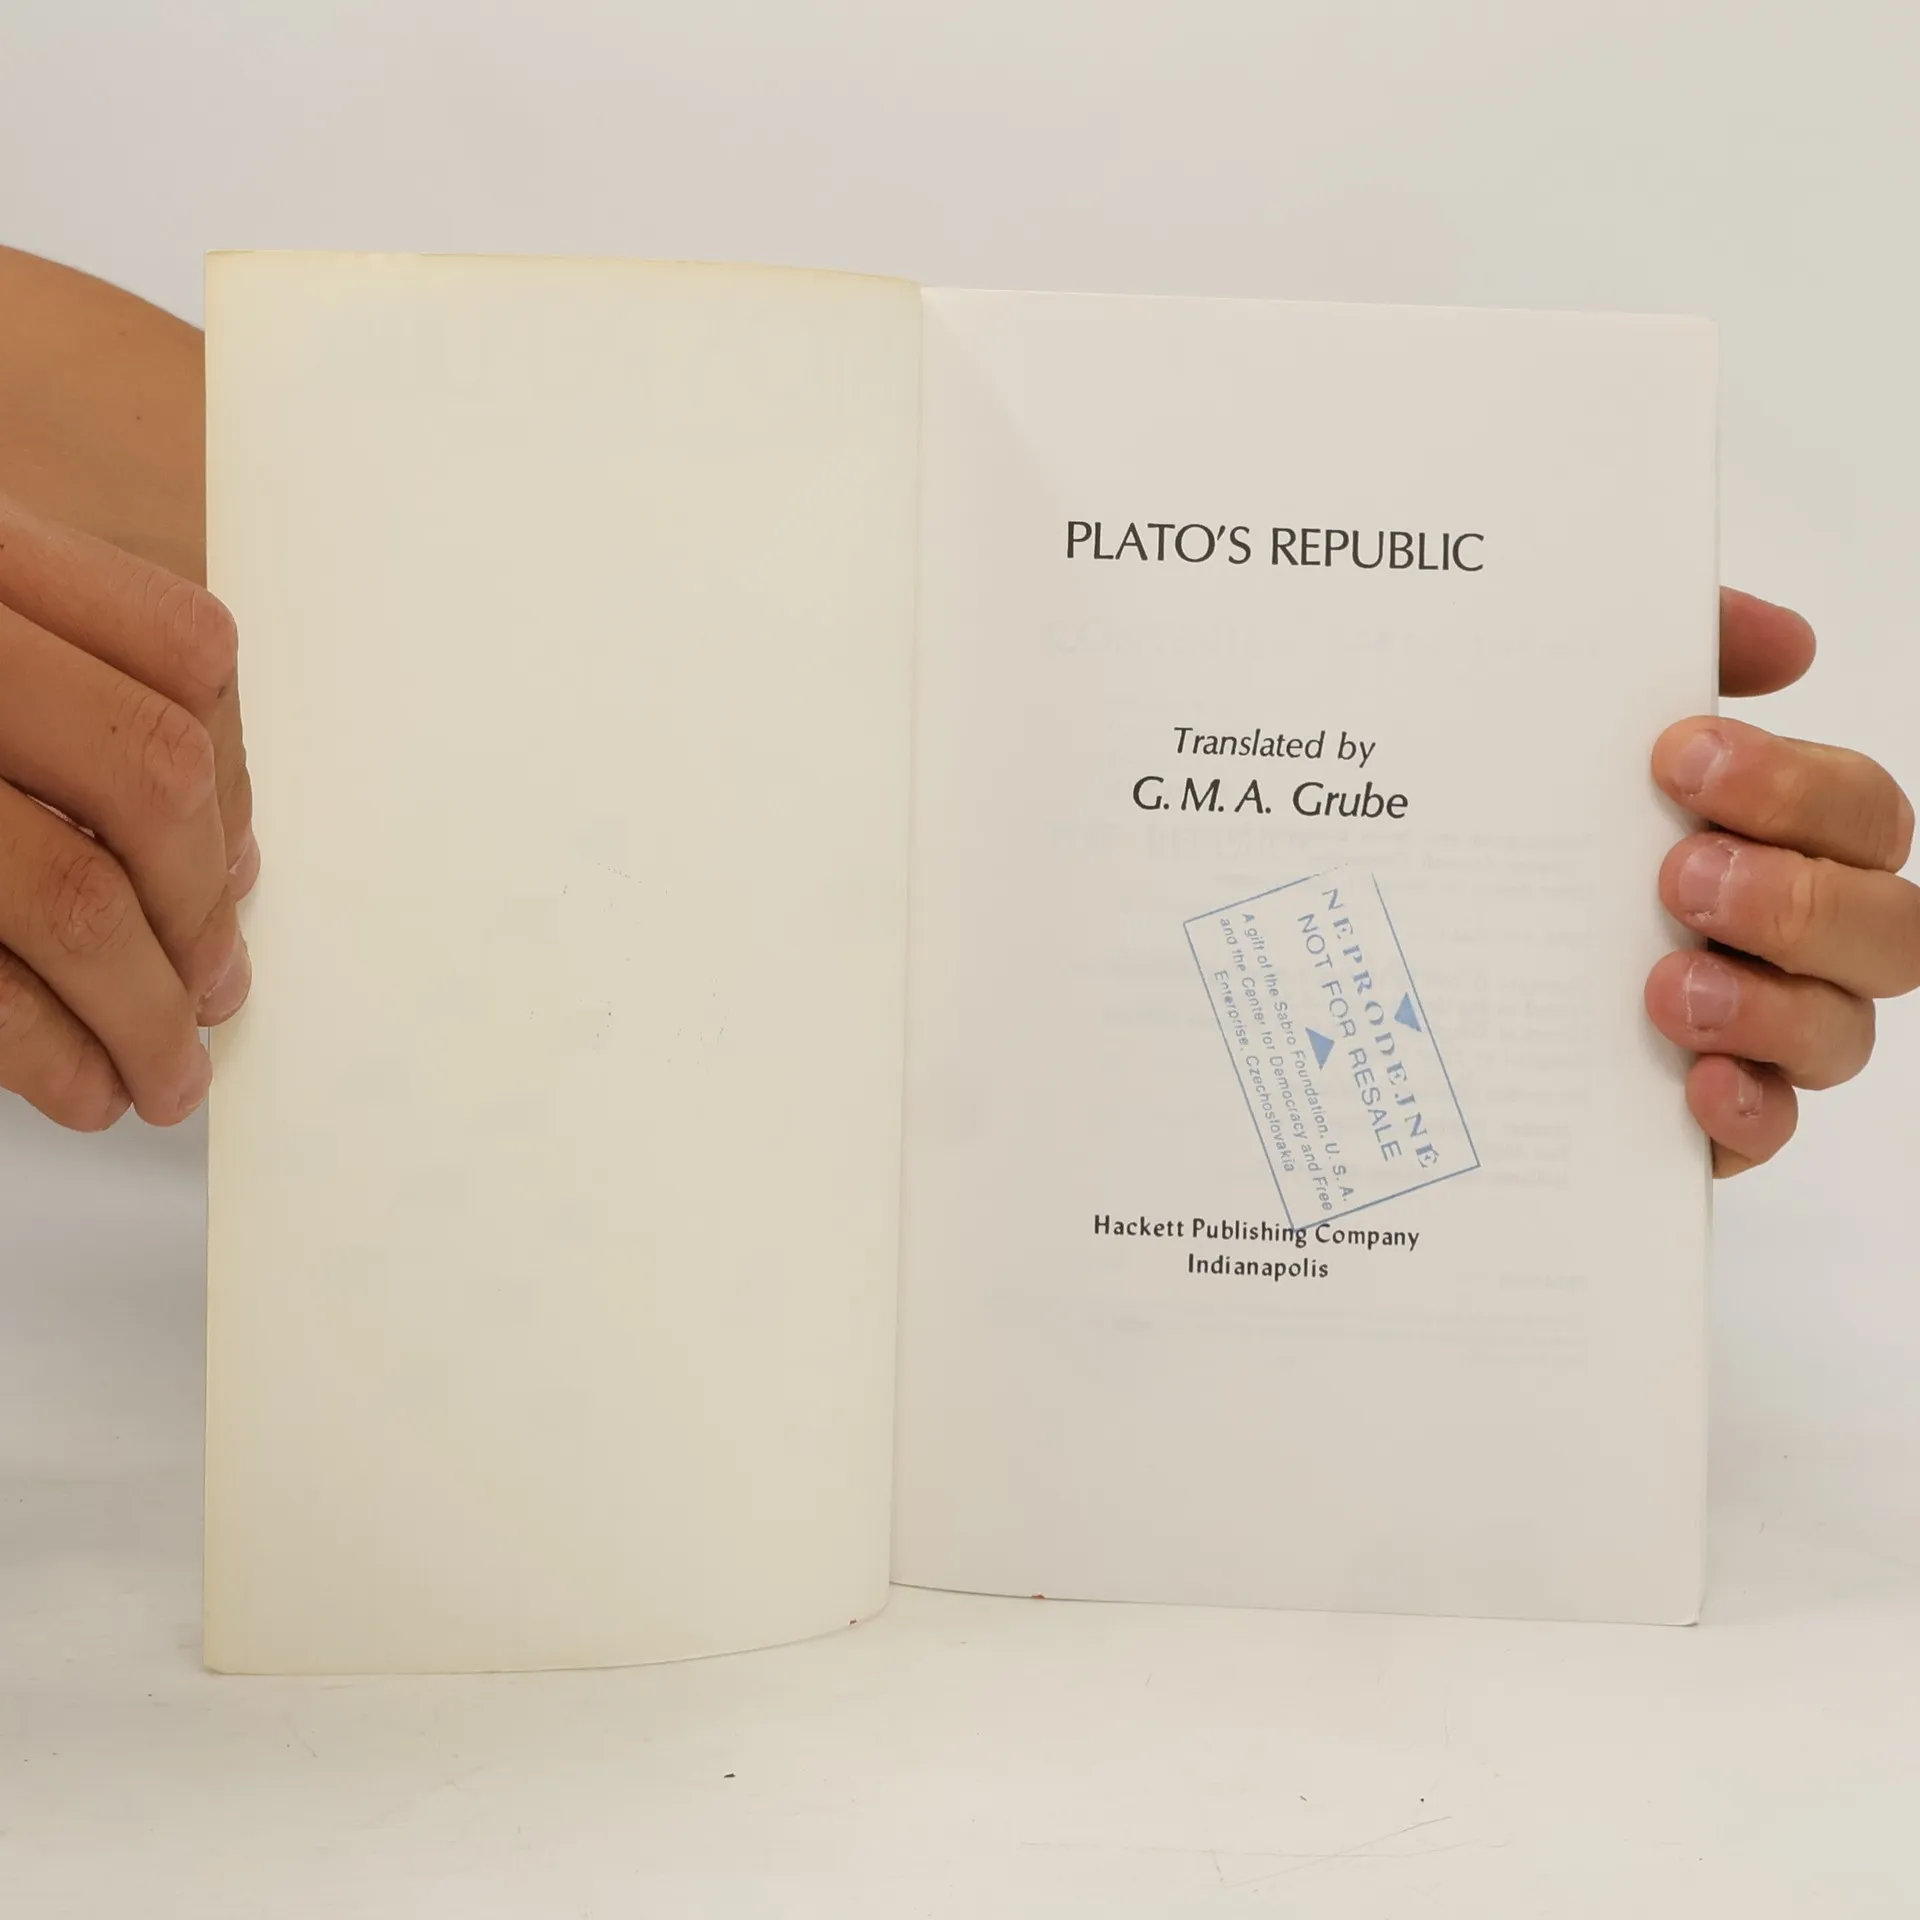 PLATO'S REPUBLIC
Translated by
G. M. A. Grube
NEPRODEJNÉ
NOT FOR RESALE
A gift of the Sabro Foundation, U. S. A.
and the Center for Democracy and Free
Enterprise, Czechoslovakia
Hackett Publishing Company
Indianapolis